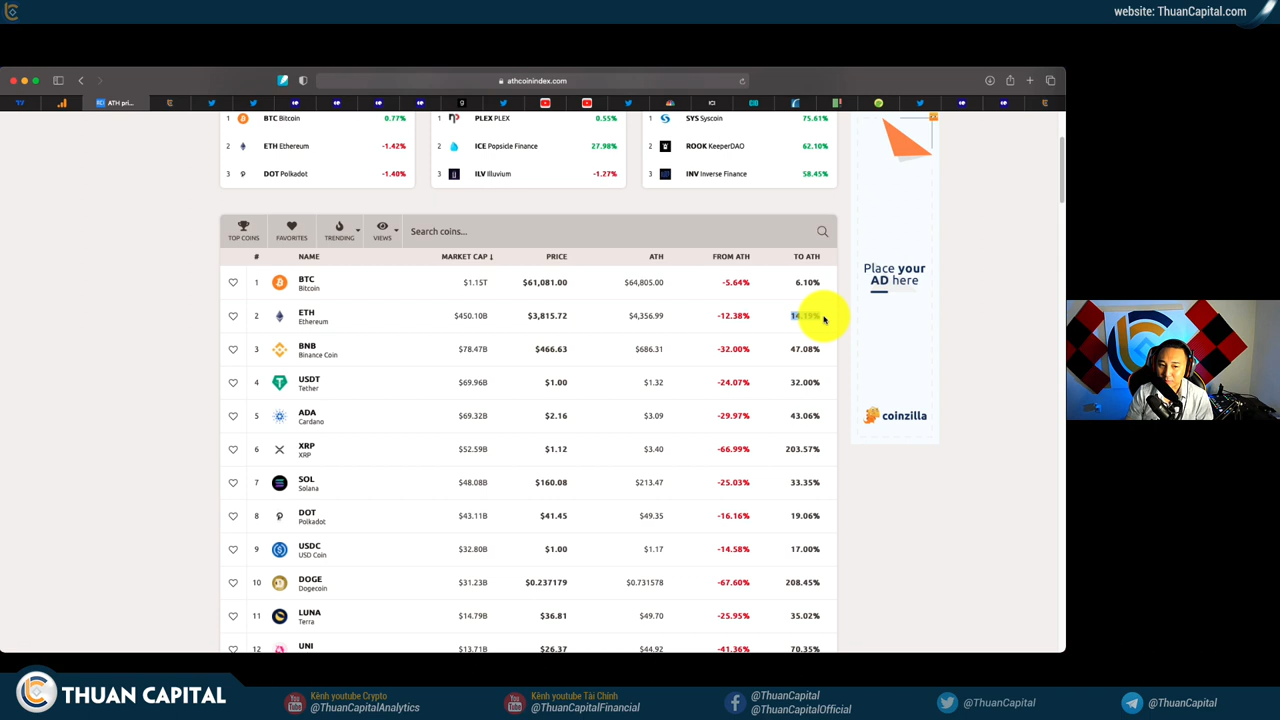 website: ThuanCapital.com
athcoinindex.com
ATH pri...
1 BTC Bitcoin 0.77%
2 ETH Ethereum -1.42%
3 DOT Polkadot -1.40%
1 PLEX PLEX 0.55%
2 ICE Popsicle Finance 27.98%
3 ILV Illuvium -1.27%
1 SYS Syscoin 75.61%
2 ROOK KeeperDAO 62.10%
3 INV Inverse Finance 58.45%
TOP COINS FAVORITES TRENDING VIEWS Search coins...
# NAME MARKET CAP ↓ PRICE ATH FROM ATH TO ATH
1 BTC $1.15T $61,081.00 $64,805.00 -5.64% 6.10%
Bitcoin
2 ETH $450.10B $3,815.72 $4,356.99 -12.38% 14.19%
Ethereum
3 BNB $78.47B $466.63 $686.31 -32.00% 47.08%
Binance Coin
4 USDT $69.96B $1.00 $1.32 -24.07% 32.00%
Tether
5 ADA $69.32B $2.16 $3.09 -29.97% 43.06%
Cardano
6 XRP $52.59B $1.12 $3.40 -66.99% 203.57%
XRP
7 SOL $48.08B $160.08 $213.47 -25.03% 33.35%
Solana
8 DOT $43.11B $41.45 $49.35 -16.16% 19.06%
Polkadot
9 USDC $32.80B $1.00 $1.17 -14.58% 17.00%
USD Coin
10 DOGE $31.23B $0.237179 $0.731578 -67.60% 208.45%
Dogecoin
11 LUNA $14.79B $36.81 $49.70 -25.95% 35.02%
Terra
12 UNI $13.71B $26.37 $44.92 -41.36% 70.35%
Place your
AD here
coinzilla
THUAN CAPITAL
Kênh youtube Crypto
@ThuanCapitalAnalytics
Kênh youtube Tài Chính
@ThuanCapitalFinancial
@ThuanCapital
@ThuanCapitalOfficial
@ThuanCapital
@ThuanCapital